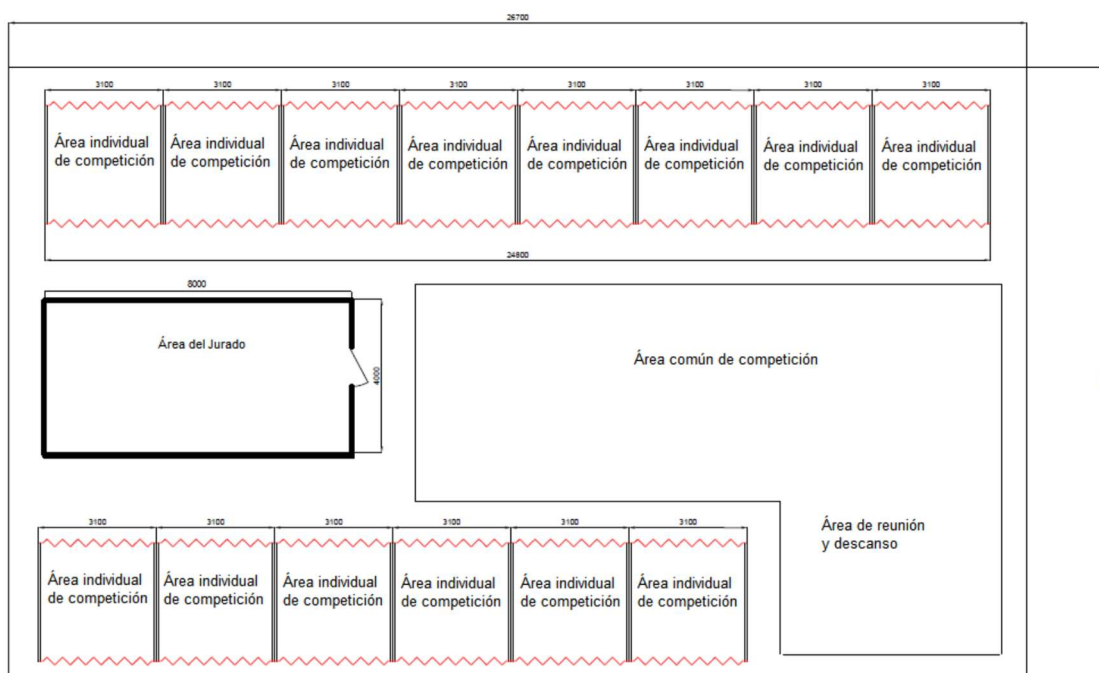 26700
3100 3100 3100 3100 3100 3100 3100 3100
Área individual
de competición
Área individual
de competición
Área individual
de competición
Área individual
de competición
Área individual
de competición
Área individual
de competición
Área individual
de competición
Área individual
de competición
24800
8000
Área del Jurado
4000
Área común de competición
3100 3100 3100 3100 3100 3100
Área individual
de competición
Área individual
de competición
Área individual
de competición
Área individual
de competición
Área individual
de competición
Área individual
de competición
Área de reunión
y descanso